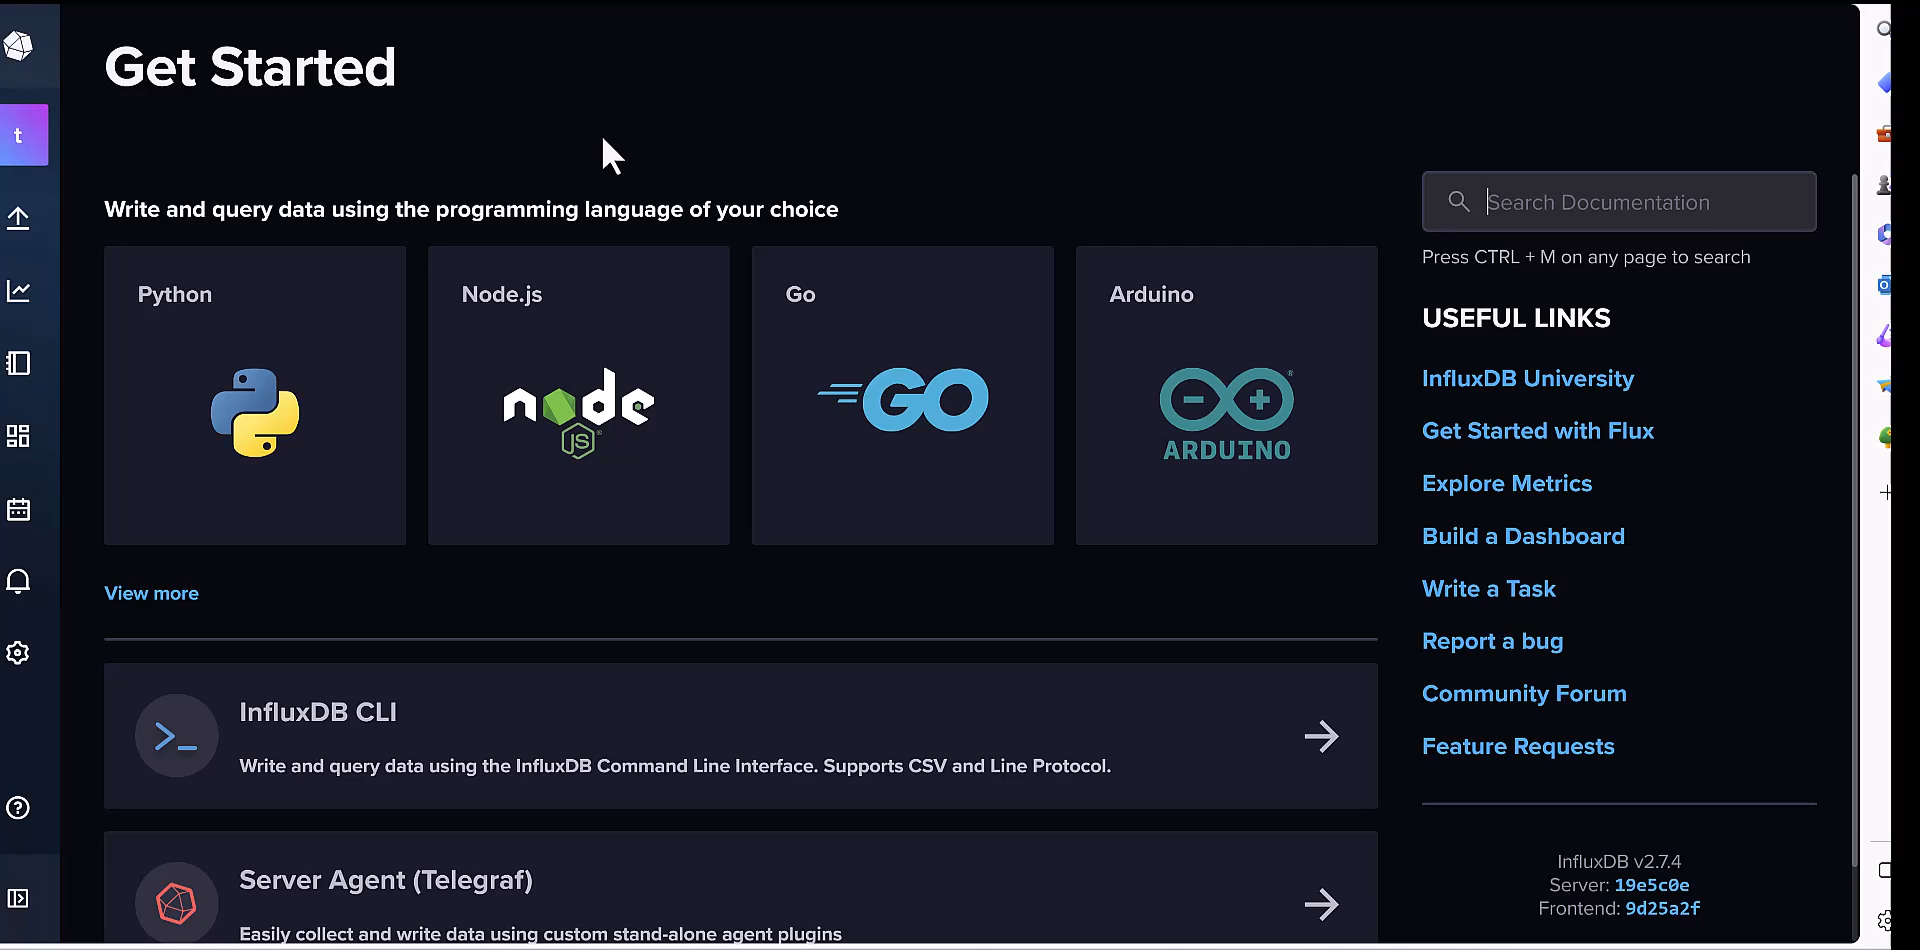 Get Started
t
Write and query data using the programming language of your choice
Search Documentation
Press CTRL + M on any page to search
Python
Node.js
Go
Arduino
node
JS
GO
ARDUINO
USEFUL LINKS
InfluxDB University
Get Started with Flux
Explore Metrics
Build a Dashboard
Write a Task
Report a bug
Community Forum
Feature Requests
View more
InfluxDB CLI
Write and query data using the InfluxDB Command Line Interface. Supports CSV and Line Protocol.
Server Agent (Telegraf)
Easily collect and write data using custom stand-alone agent plugins
InfluxDB v2.7.4
Server: 19e5c0e
Frontend: 9d25a2f